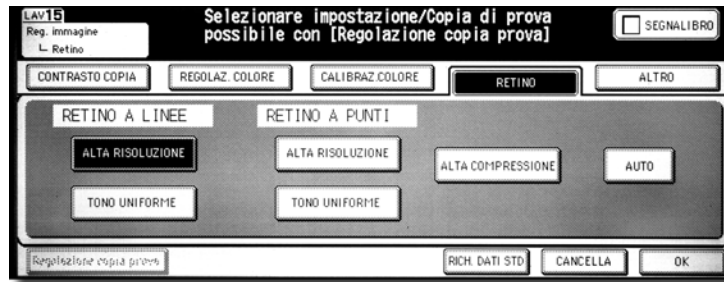 LAV15
Selezionare impostazione/Copia di prova
possibile con [Regolazione copia prova]
Reg. immagine
Retino
SEGNALIBRO
CONTRASTO COPIA
REGOLAZ. COLORE
CALIBRAZ.COLORE
RETINO
ALTRO
RETINO A LINEE
RETINO A PUNTI
ALTA RISOLUZIONE
ALTA RISOLUZIONE
ALTA COMPRESSIONE
AUTO
TONO UNIFORME
TONO UNIFORME
Regolazione copia prova
RICH. DATI STD
CANCELLA
OK